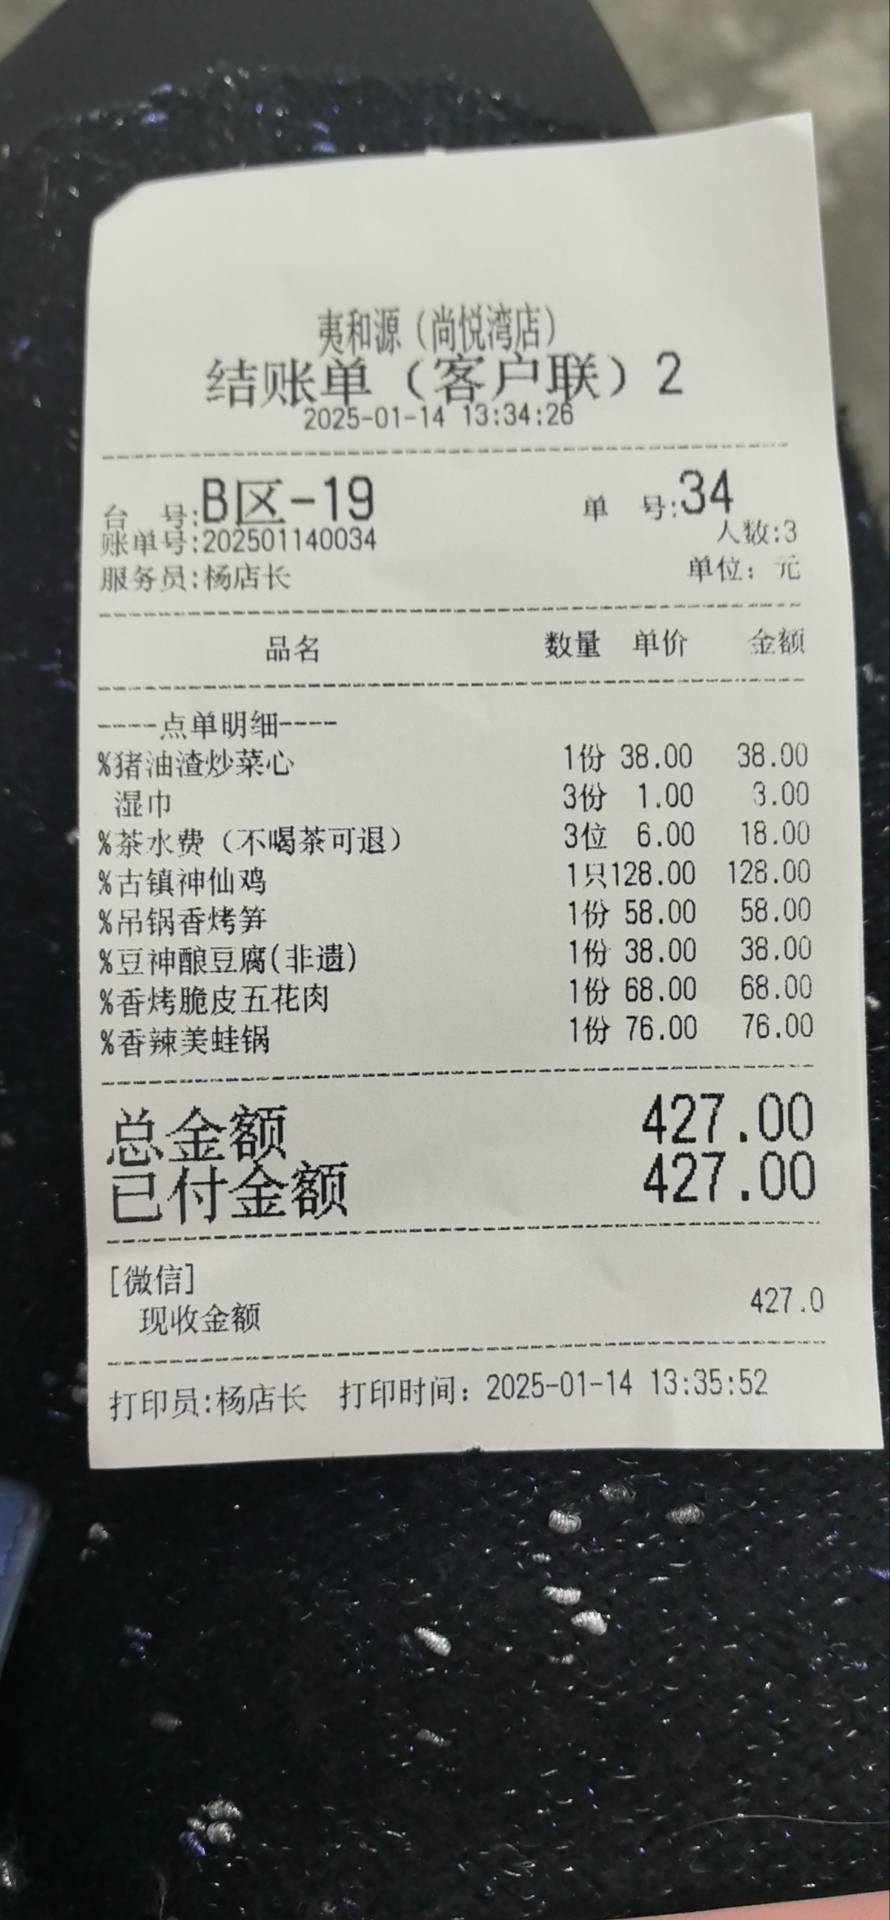 夷和源（尚悦湾店）
结账单（客户联）2
2025-01-14 13:34:26
台 号:B区-19 单 号:34
账单号:202501140034 人数:3
服务员:杨店长 单位：元
品名 数量 单价 金额
----点单明细----
%猪油渣炒菜心 1份 38.00 38.00
湿巾 3份 1.00 3.00
%茶水费（不喝茶可退） 3位 6.00 18.00
%古镇神仙鸡 1只128.00 128.00
%吊锅香烤笋 1份 58.00 58.00
%豆神酿豆腐(非遗) 1份 38.00 38.00
%香烤脆皮五花肉 1份 68.00 68.00
%香辣美蛙锅 1份 76.00 76.00
总金额 427.00
已付金额 427.00
[微信]
现收金额 427.0
打印员:杨店长 打印时间：2025-01-14 13:35:52